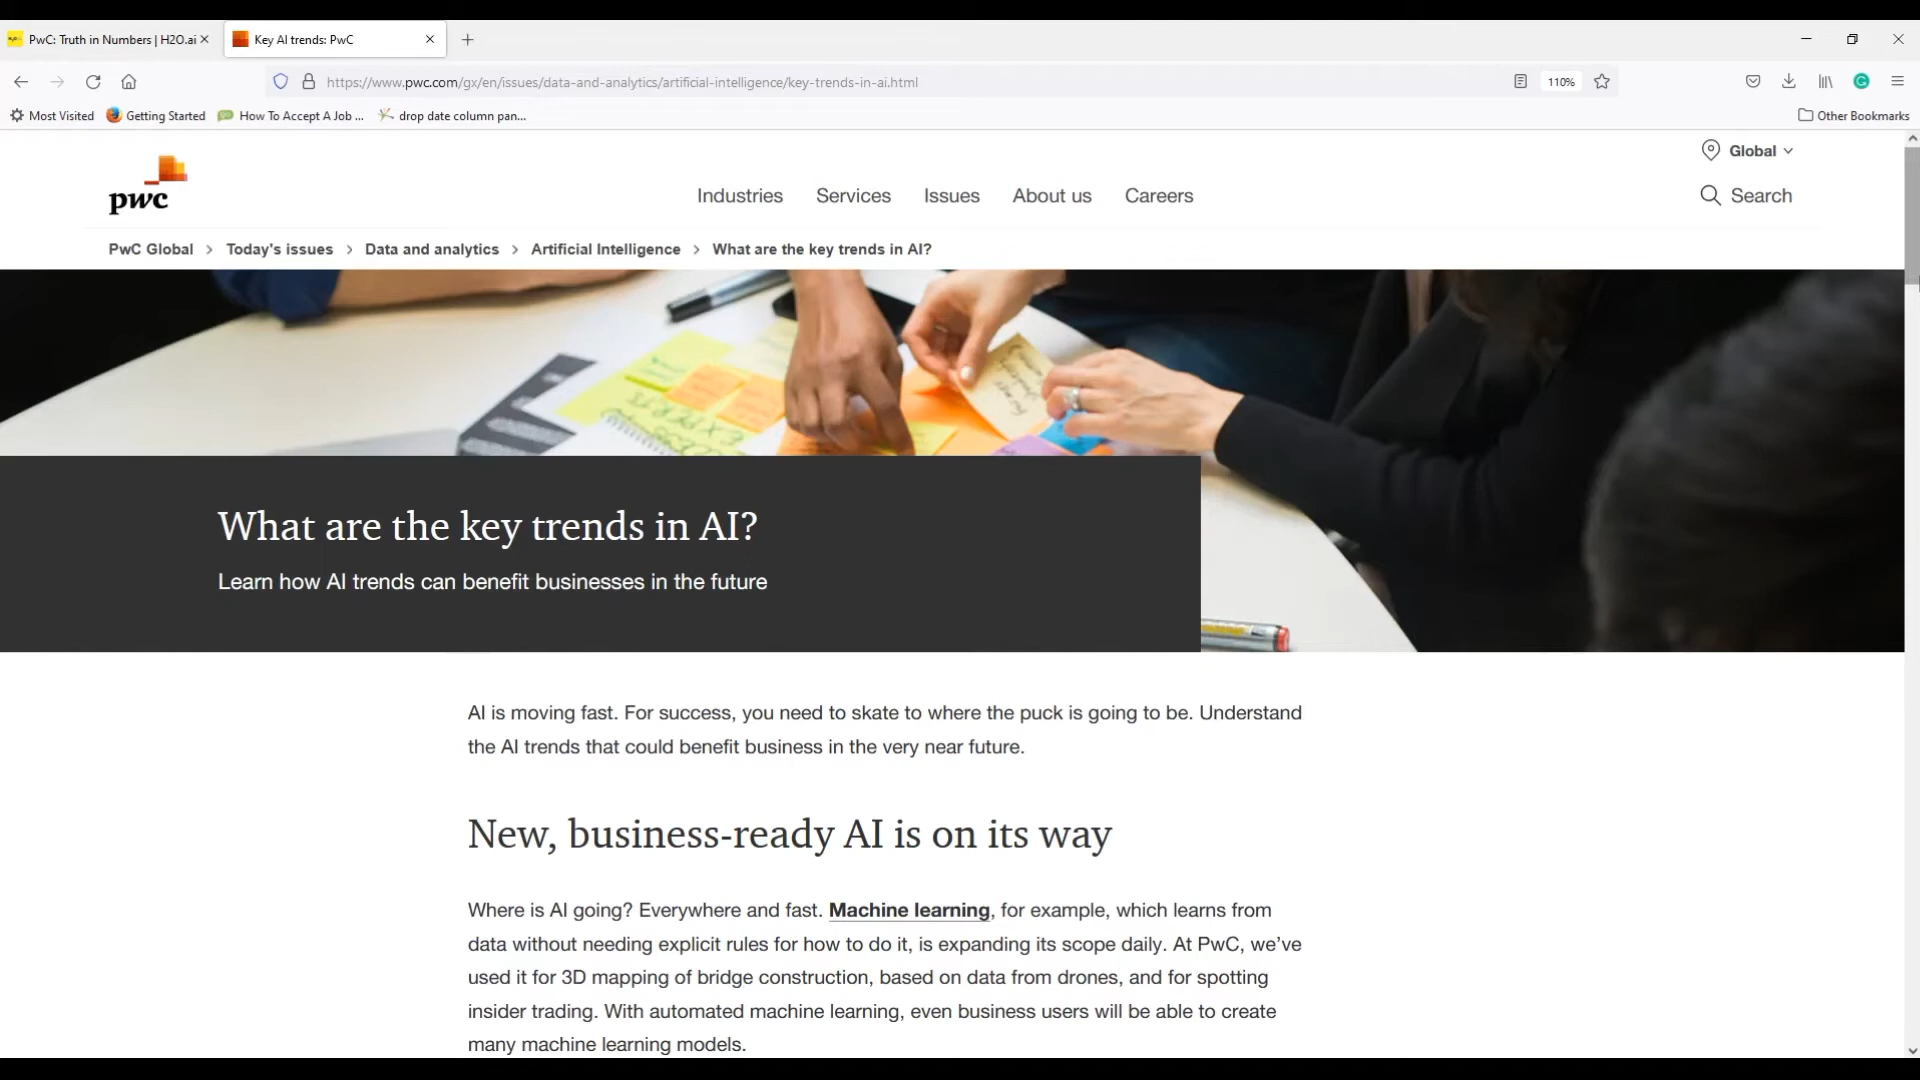 PwC: Truth in Numbers | H2O.ai
Key AI trends: PwC
https://www.pwc.com/gx/en/issues/data-and-analytics/artificial-intelligence/key-trends-in-ai.html
110%
Most Visited
Getting Started
How To Accept A Job ...
drop date column pan...
Other Bookmarks
Global
pwc
Industries
Services
Issues
About us
Careers
Search
PwC Global > Today's issues > Data and analytics > Artificial Intelligence > What are the key trends in AI?
What are the key trends in AI?
Learn how AI trends can benefit businesses in the future
AI is moving fast. For success, you need to skate to where the puck is going to be. Understand
the AI trends that could benefit business in the very near future.
New, business-ready AI is on its way
Where is AI going? Everywhere and fast. Machine learning, for example, which learns from
data without needing explicit rules for how to do it, is expanding its scope daily. At PwC, we've
used it for 3D mapping of bridge construction, based on data from drones, and for spotting
insider trading. With automated machine learning, even business users will be able to create
many machine learning models.